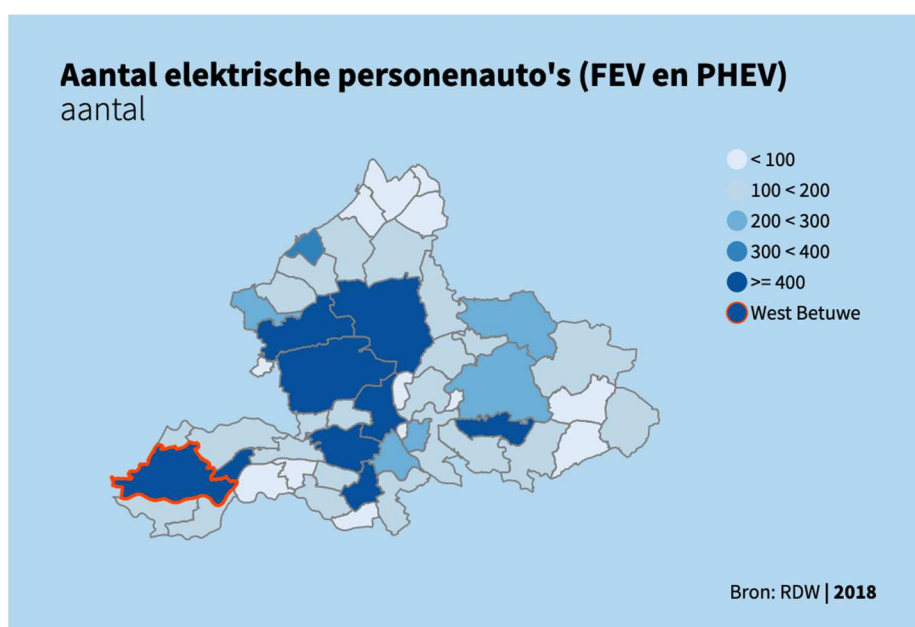 Aantal elektrische personenauto's (FEV en PHEV)
aantal
< 100
100 < 200
200 < 300
300 < 400
>= 400
West Betuwe
Bron: RDW | 2018